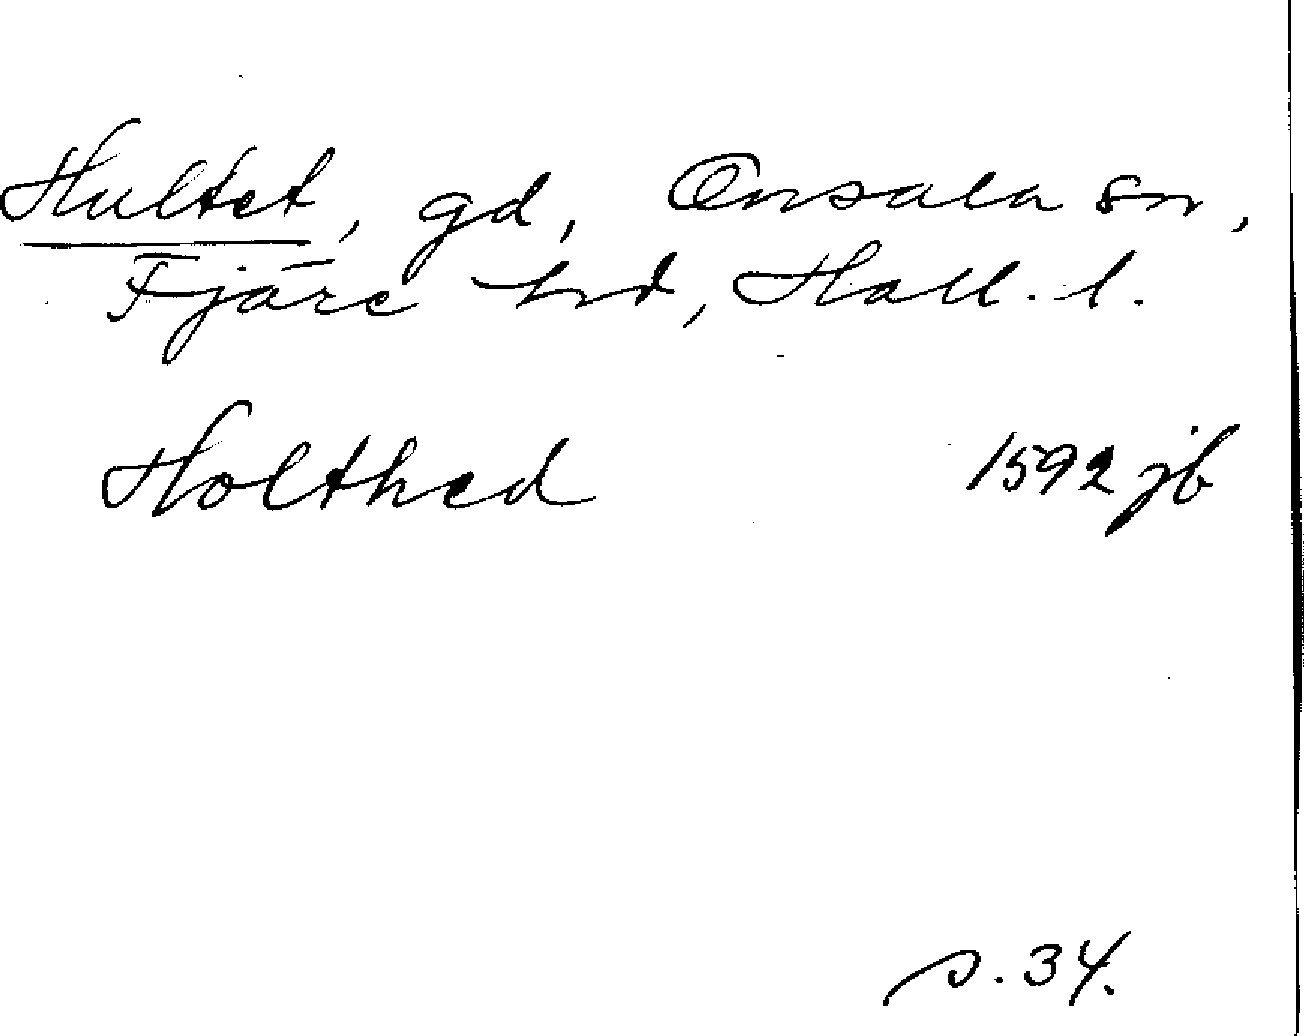 Hultet, gd, Onsala sn,
Fjäre hd, Hall. l.
Holthed 1592 jb
s. 34.